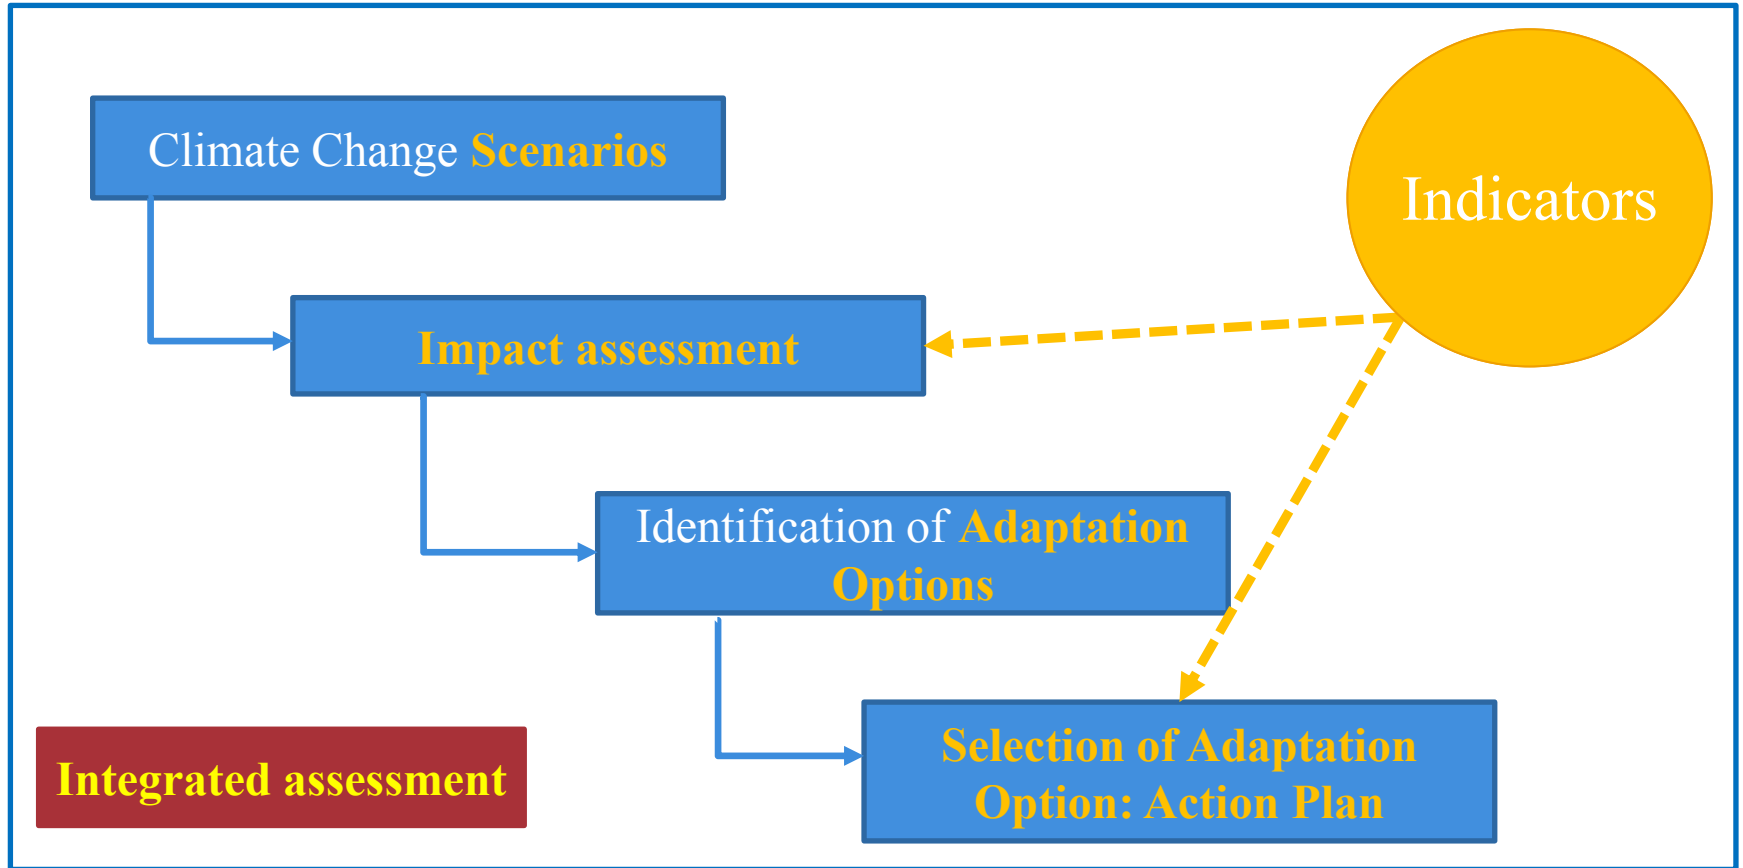 Climate Change Scenarios
Indicators
Impact assessment
Identification of Adaptation
Options
Selection of Adaptation
Option: Action Plan
Integrated assessment